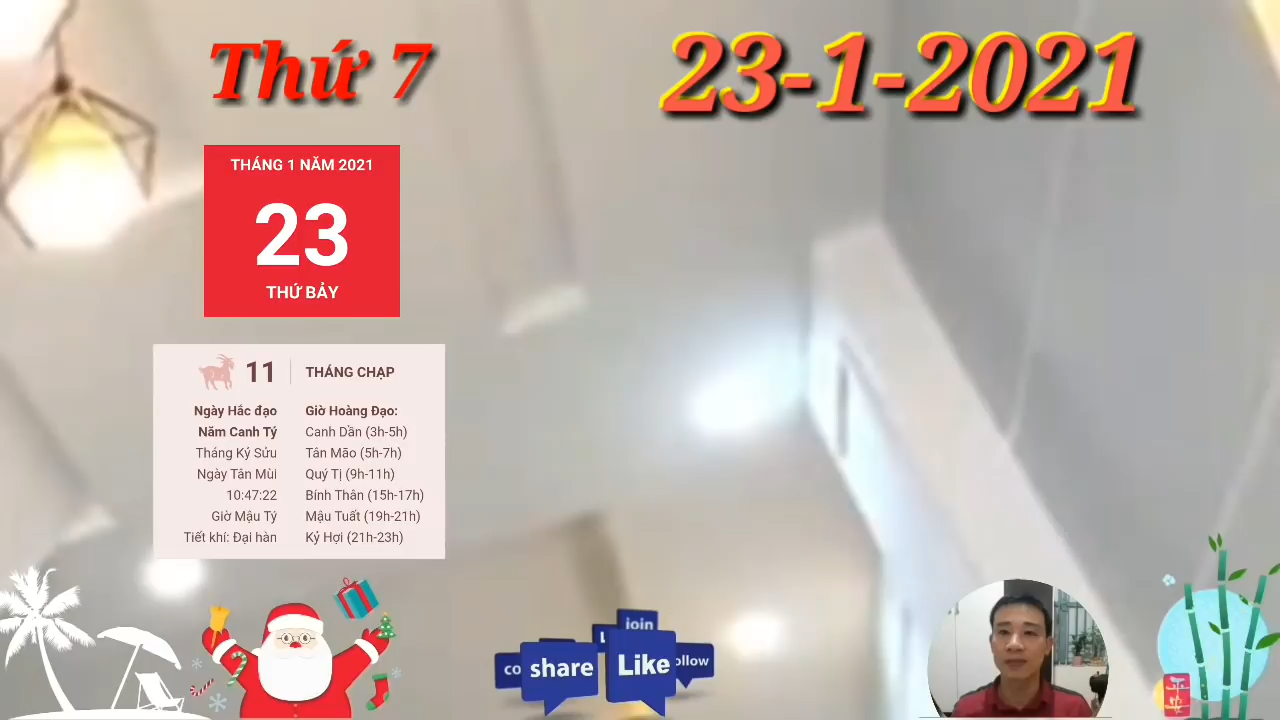 Thứ 7
23-1-2021
THÁNG 1 NĂM 2021
23
THỨ BẢY
11 THÁNG CHẠP
Ngày Hắc đạo
Năm Canh Tý
Tháng Kỷ Sửu
Ngày Tân Mùi
10:47:22
Giờ Mậu Tý
Tiết khí: Đại hàn
Giờ Hoàng Đạo:
Canh Dần (3h-5h)
Tân Mão (5h-7h)
Quý Tị (9h-11h)
Bính Thân (15h-17h)
Mậu Tuất (19h-21h)
Kỷ Hợi (21h-23h)
join
share
Like
ollow
co